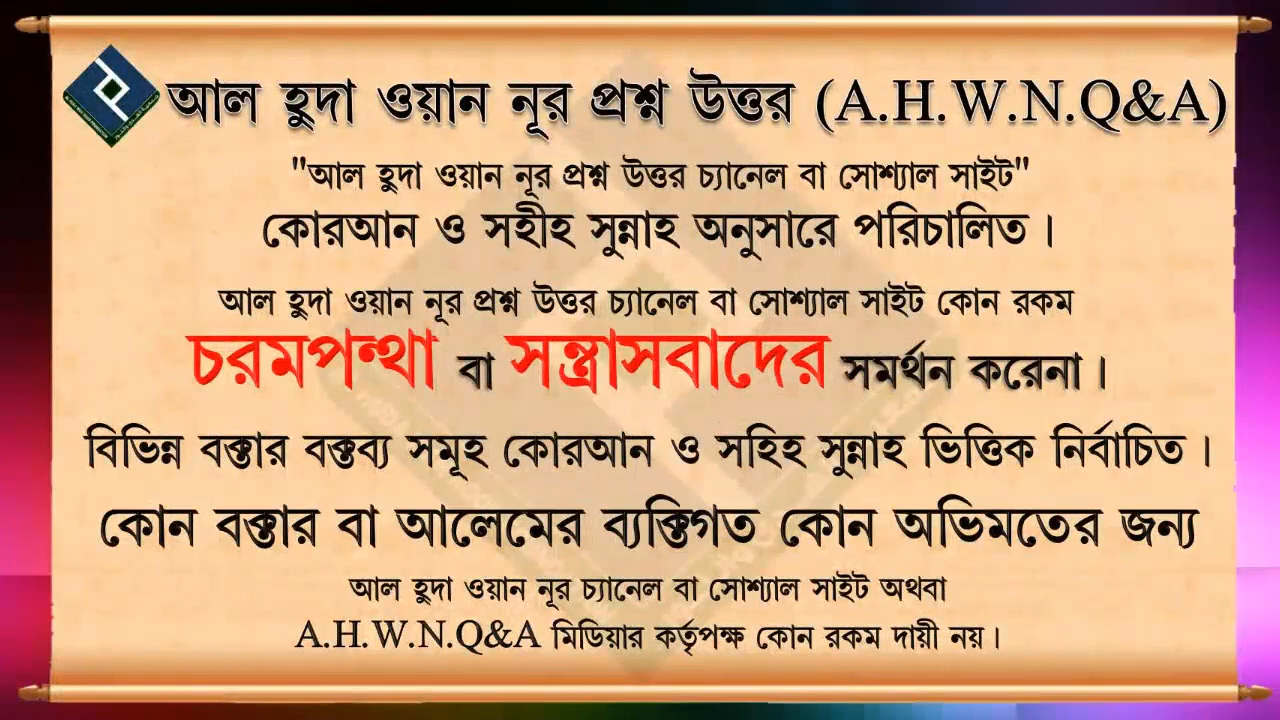 আল হুদা ওয়ান নূর প্রশ্ন উত্তর (A.H.W.N.Q&A)
"আল হুদা ওয়ান নূর প্রশ্ন উত্তর চ্যানেল বা সোশ্যাল সাইট"
কোরআন ও সহীহ সুন্নাহ অনুসারে পরিচালিত।
আল হুদা ওয়ান নূর প্রশ্ন উত্তর চ্যানেল বা সোশ্যাল সাইট কোন রকম
চরমপন্থা বা সন্ত্রাসবাদের সমর্থন করেনা।
বিভিন্ন বক্তার বক্তব্য সমূহ কোরআন ও সহিহ সুন্নাহ ভিত্তিক নির্বাচিত।
কোন বক্তার বা আলেমের ব্যক্তিগত কোন অভিমতের জন্য
আল হুদা ওয়ান নূর চ্যানেল বা সোশ্যাল সাইট অথবা
A.H.W.N.Q&A মিডিয়ার কর্তৃপক্ষ কোন রকম দায়ী নয়।